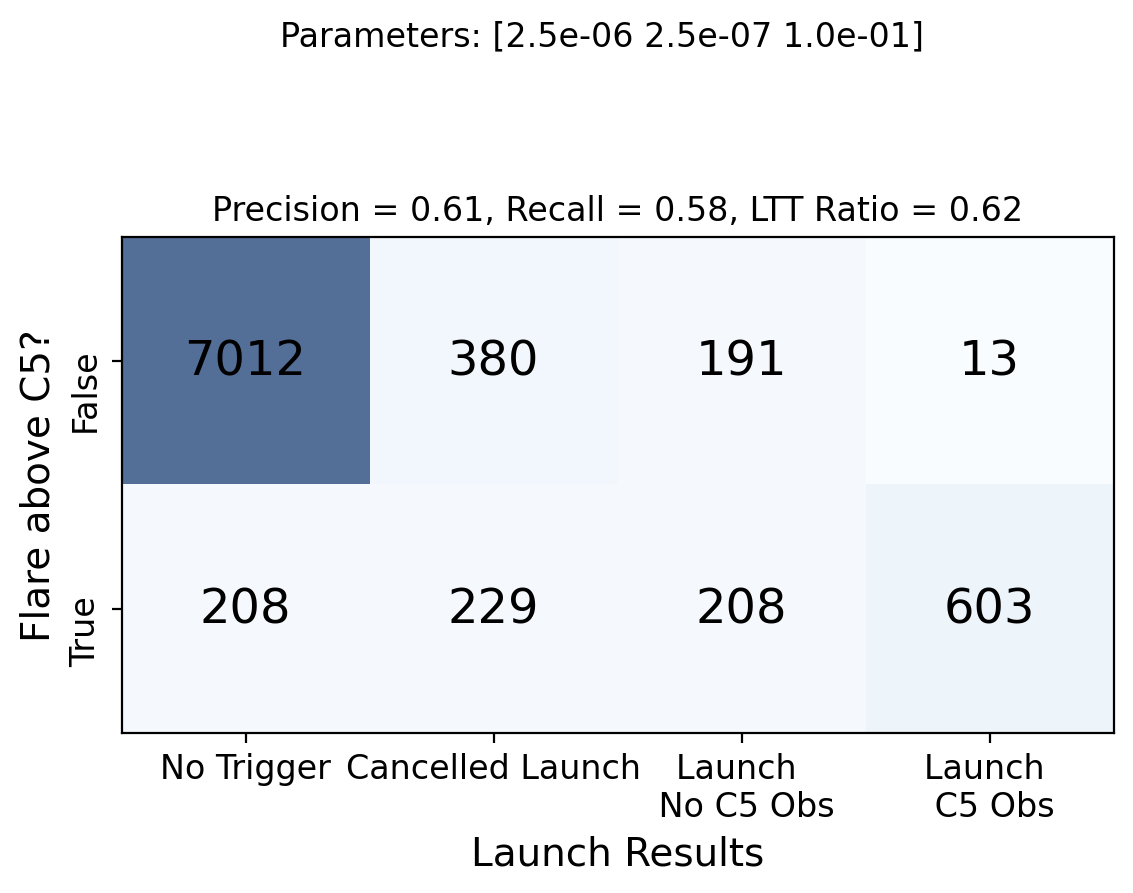 Parameters: [2.5e-06 2.5e-07 1.0e-01]
Precision = 0.61, Recall = 0.58, LTT Ratio = 0.62
Flare above C5?
False
7012 380 191 13
True
208 229 208 603
No Trigger Cancelled Launch Launch Launch
No C5 Obs C5 Obs
Launch Results